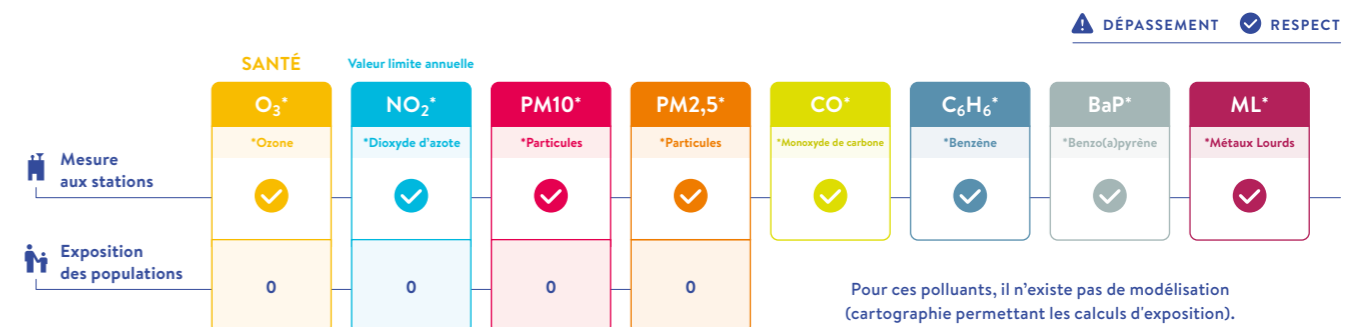 DÉPASSEMENT RESPECT
SANTÉ Valeur limite annuelle
O₃* NO₂* PM10* PM2,5* CO* C₆H₆* BaP* ML*
*Ozone *Dioxyde d'azote *Particules *Particules *Monoxyde de carbone *Benzène *Benzo(a)pyrène *Métaux Lourds
Mesure
aux stations
Exposition
des populations
0 0 0 0
Pour ces polluants, il n'existe pas de modélisation
(cartographie permettant les calculs d'exposition).